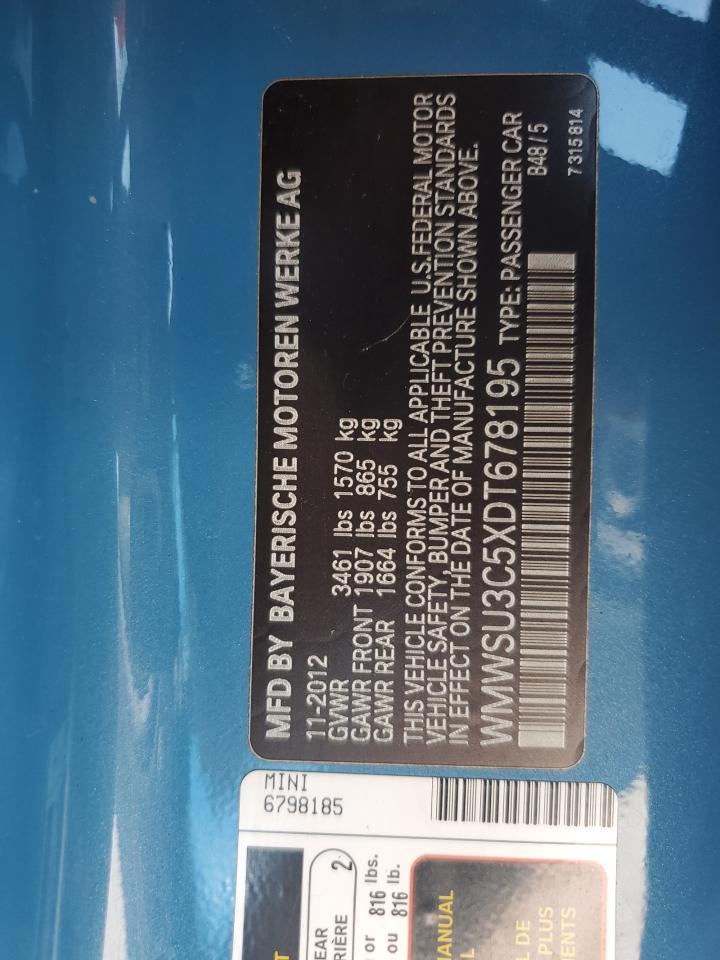 MFD BY BAYERISCHE MOTOREN WERKE AG
11-2012
GVWR 3461 lbs 1570 kg
GAWR FRONT 1907 lbs 865 kg
GAWR REAR 1664 lbs 755 kg
THIS VEHICLE CONFORMS TO ALL APPLICABLE U.S.FEDERAL MOTOR
VEHICLE SAFETY, BUMPER AND THEFT PREVENTION STANDARDS
IN EFFECT ON THE DATE OF MANUFACTURE SHOWN ABOVE.
WMWSU3C5XDT678195 TYPE: PASSENGER CAR
B48/5
7315814
MINI
6798185
EAR
RIÈRE 2
or 816 lbs.
ou 816 lb.
ANUAL
L
L DE
PLUS
ENTS